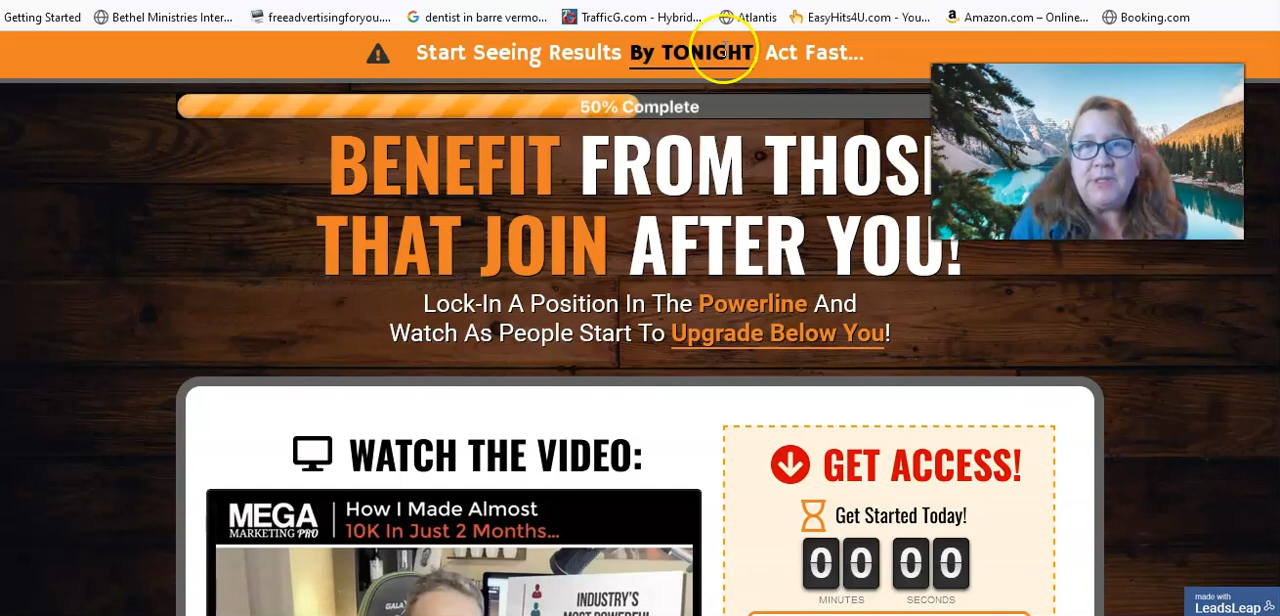 Getting Started Bethel Ministries Inter... freeadvertisingforyou.... dentist in barre vermo... TrafficG.com - Hybrid... Atlantis EasyHits4U.com - You... Amazon.com – Online... Booking.com
Start Seeing Results By TONIGHT, Act Fast...
50% Complete
BENEFIT FROM THOS
THAT JOIN AFTER YOU!
Lock-In A Position In The Powerline And
Watch As People Start To Upgrade Below You!
WATCH THE VIDEO:
GET ACCESS!
MEGA
MARKETING PRO
How I Made Almost
10K In Just 2 Months...
Get Started Today!
00 00
MINUTES SECONDS
GALA
INDUSTRY'S
MOST POWERFUL
made with
LeadsLeap